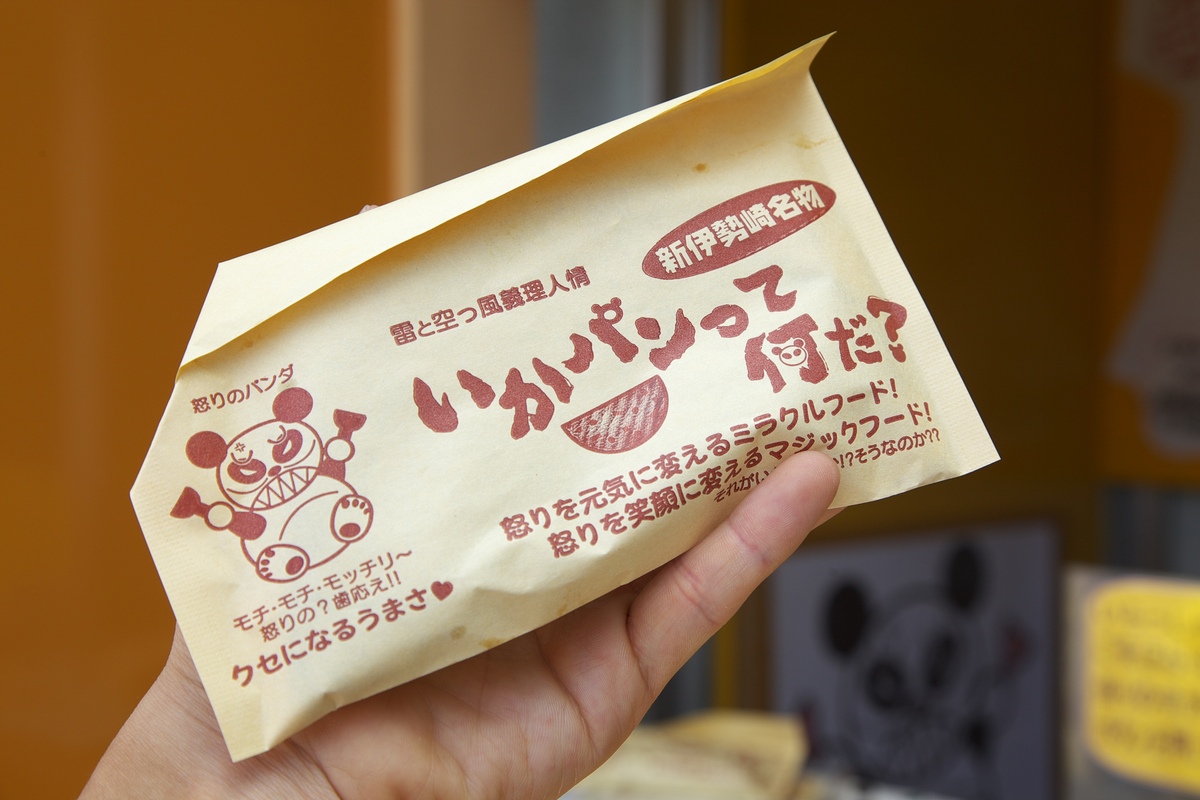 新伊勢崎名物
雷と空っ風義理人情
いかパンって
何だ?
怒りを元気に変えるミラクルフード!
怒りを笑顔に変えるマジックフード!
それがい
!?そうなのか??
怒りのパンダ
モチ・モチ・モッチリ〜
怒りの?歯応え!!
クセになるうまさ♥